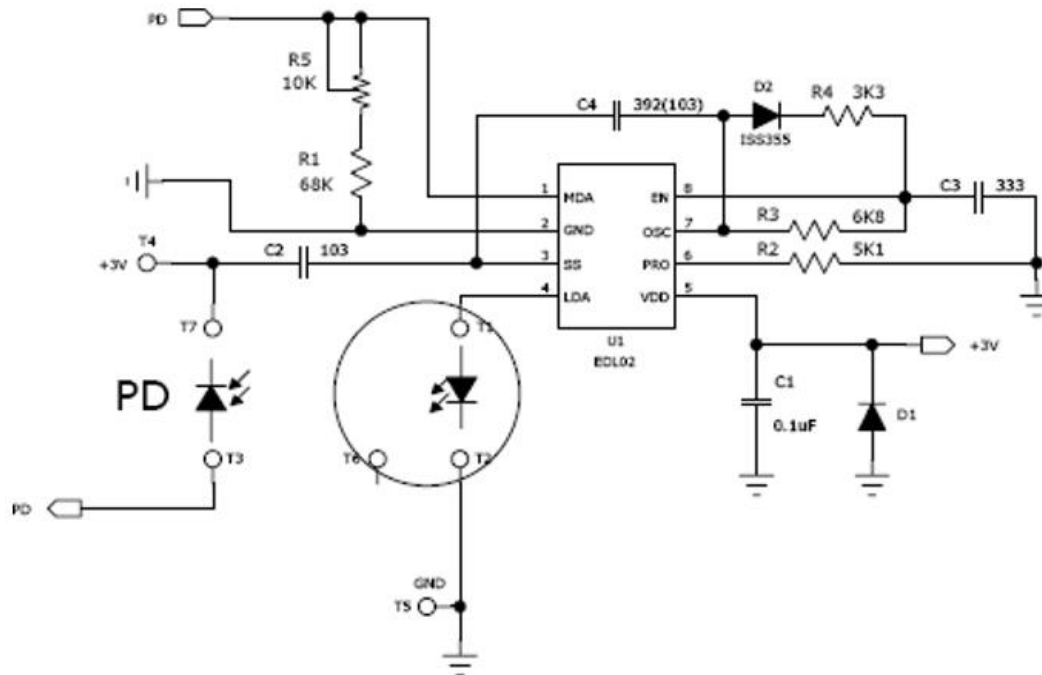 PD
R5
10K
D2
C4
392(103)
R4
3K3
ISS355
R1
68K
1
MDA
EN
8
C3
333
2
GND
OSC
7
R3
6K8
T4
+3V
C2
103
3
SS
PRO
6
R2
5K1
4
LDA
VDD
5
T7
T1
U1
EDL02
+3V
PD
C1
0.1uF
D1
T3
T6
T2
PD
GND
T5